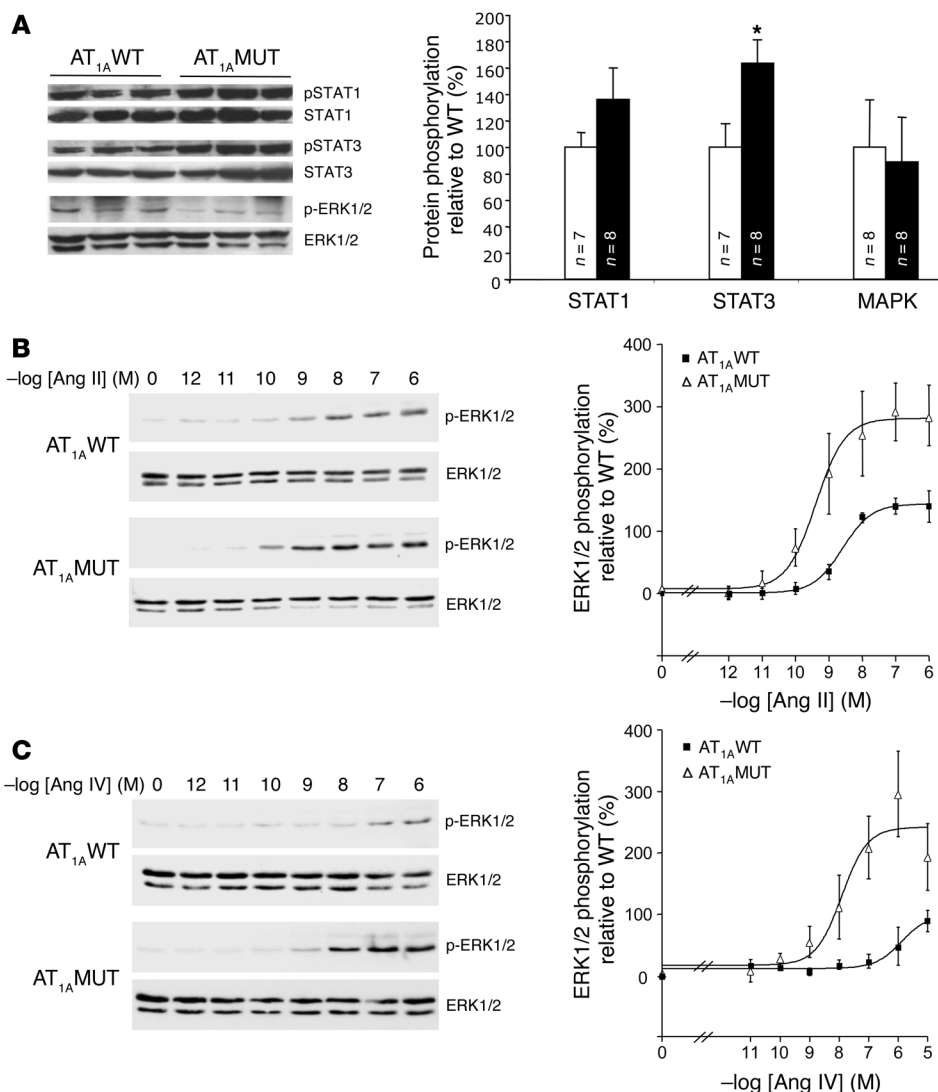 A
AT1AWT AT1AMUT
pSTAT1
STAT1
pSTAT3
STAT3
p-ERK1/2
ERK1/2
Protein phosphorylation
relative to WT (%)
200
180
160
140
120
100
80
60
40
20
0
*
n = 7
n = 8
n = 7
n = 8
n = 8
n = 8
STAT1 STAT3 MAPK
B
–log [Ang II] (M) 0 12 11 10 9 8 7 6
AT1AWT
p-ERK1/2
ERK1/2
AT1AMUT
p-ERK1/2
ERK1/2
ERK1/2 phosphorylation
relative to WT (%)
400
300
200
100
0
■ AT1AWT
△ AT1AMUT
0 12 11 10 9 8 7 6
–log [Ang II] (M)
C
–log [Ang IV] (M) 0 12 11 10 9 8 7 6
AT1AWT
p-ERK1/2
ERK1/2
AT1AMUT
p-ERK1/2
ERK1/2
ERK1/2 phosphorylation
relative to WT (%)
400
300
200
100
0
■ AT1AWT
△ AT1AMUT
0 11 10 9 8 7 6 5
–log [Ang IV] (M)